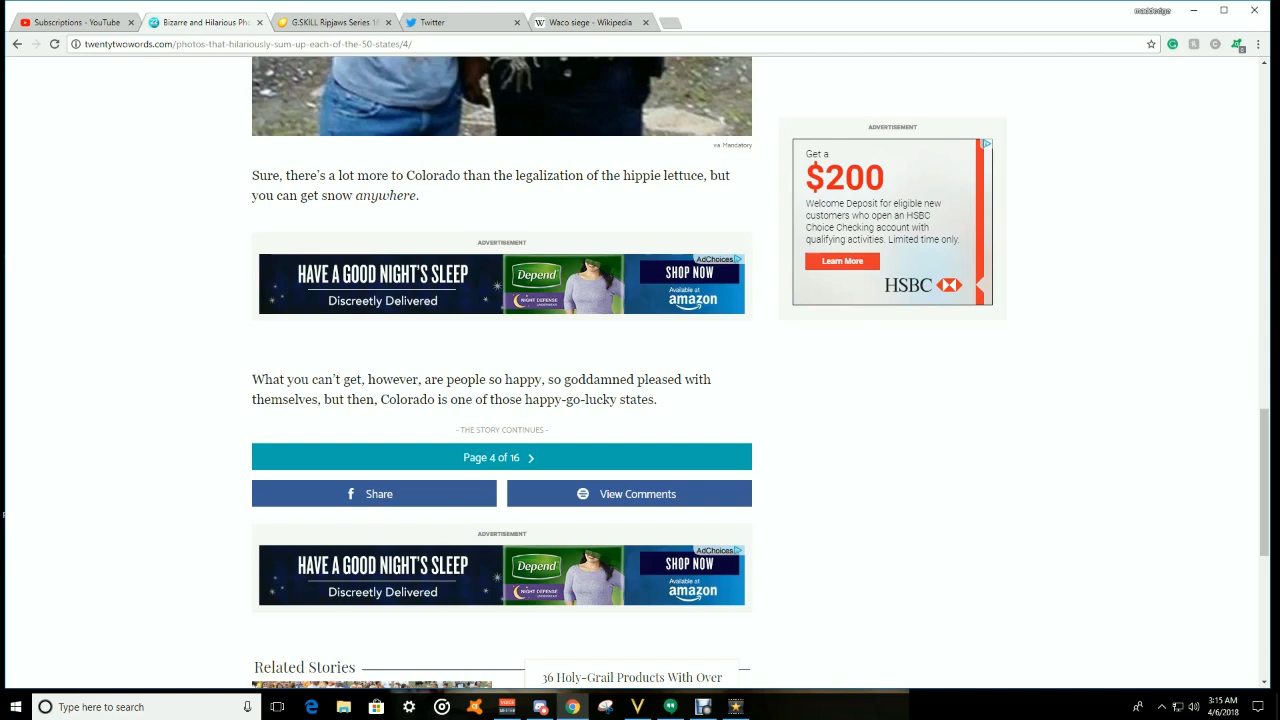 maddodge
Subscriptions - YouTube
Bizarre and Hilarious Pho
G.SKILL Ripjaws Series 16
Twitter
Waco siege - Wikipedia
twentytwowords.com/photos-that-hilariously-sum-up-each-of-the-50-states/4/
via Mandatory
Sure, there's a lot more to Colorado than the legalization of the hippie lettuce, but
you can get snow anywhere.
ADVERTISEMENT
HAVE A GOOD NIGHT'S SLEEP
Discreetly Delivered
Depend
NIGHT DEFENSE
AdChoices
SHOP NOW
Available at
amazon
ADVERTISEMENT
Get a
$200
Welcome Deposit for eligible new
customers who open an HSBC
Choice Checking account with
qualifying activities. Limited time only.
Learn More
HSBC
What you can't get, however, are people so happy, so goddamned pleased with
themselves, but then, Colorado is one of those happy-go-lucky states.
- THE STORY CONTINUES -
Page 4 of 16
Share
View Comments
ADVERTISEMENT
HAVE A GOOD NIGHT'S SLEEP
Discreetly Delivered
Depend
NIGHT DEFENSE
AdChoices
SHOP NOW
Available at
amazon
Related Stories
36 Holy-Grail Products With Over
Type here to search
3:15 AM
4/6/2018